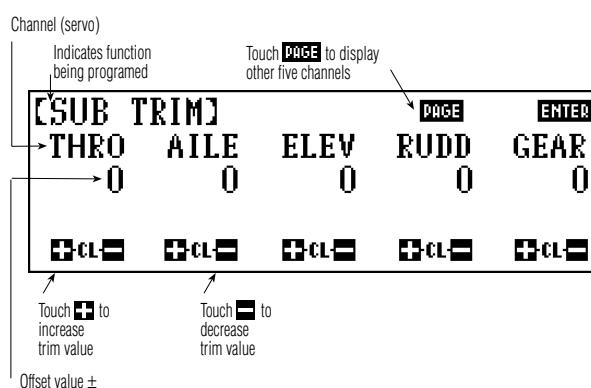 Channel (servo)
Indicates function
being programed
Touch PAGE to display
other five channels
[SUB TRIM] PAGE ENTER
THRO AILE ELEV RUDD GEAR
0 0 0 0 0
+CL- +CL- +CL- +CL- +CL-
Touch + to
increase
trim value
Touch - to
decrease
trim value
Offset value ±